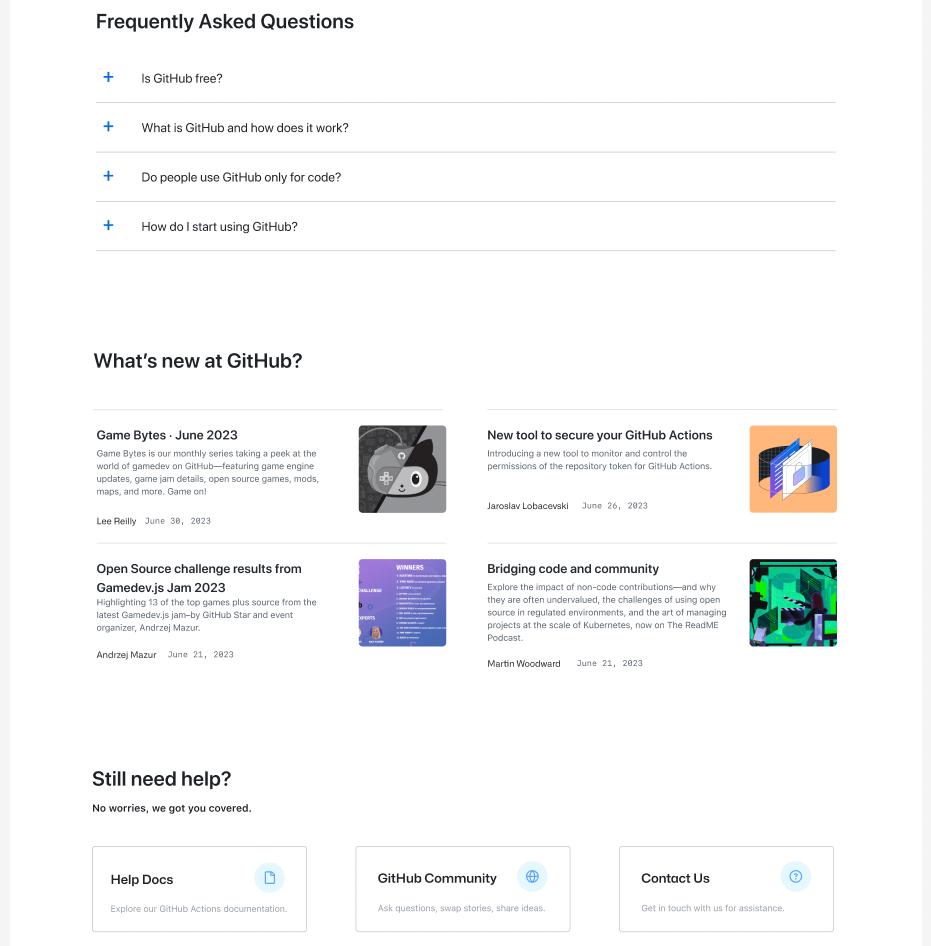 Frequently Asked Questions
Is GitHub free?
What is GitHub and how does it work?
Do people use GitHub only for code?
How do I start using GitHub?
What's new at GitHub?
Game Bytes · June 2023
Game Bytes is our monthly series taking a peek at the
world of gamedev on GitHub—featuring game engine
updates, game jam details, open source games, mods,
maps, and more. Game on!
Lee Reilly June 30, 2023
New tool to secure your GitHub Actions
Introducing a new tool to monitor and control the
permissions of the repository token for GitHub Actions.
Jaroslav Lobacevski June 26, 2023
Open Source challenge results from
Gamedev.js Jam 2023
Highlighting 13 of the top games plus source from the
latest Gamedev.js jam—by GitHub Star and event
organizer, Andrzej Mazur.
Andrzej Mazur June 21, 2023
WINNERS
CHALLENGE
EXPERTS
Bridging code and community
Explore the impact of non-code contributions—and why
they are often undervalued, the challenges of using open
source in regulated environments, and the art of managing
projects at the scale of Kubernetes, now on The ReadME
Podcast.
Martin Woodward June 21, 2023
Still need help?
No worries, we got you covered.
Help Docs
Explore our GitHub Actions documentation.
GitHub Community
Ask questions, swap stories, share ideas.
Contact Us
Get in touch with us for assistance.